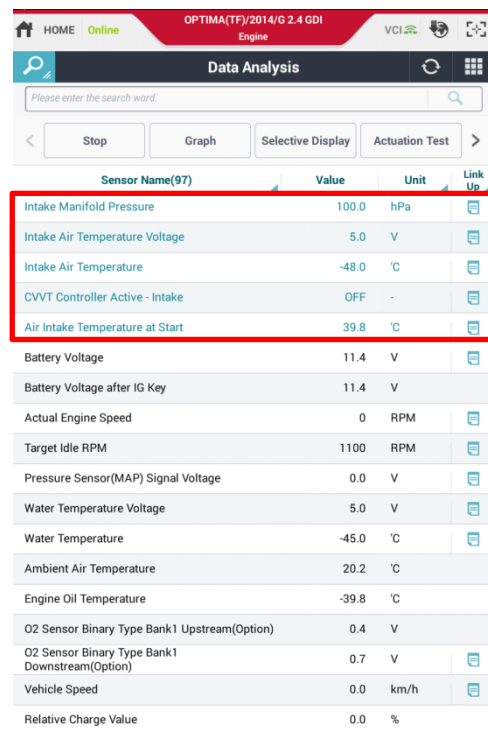 OPTIMA(TF)/2014/G 2.4 GDI
HOME Online Engine VCI
Data Analysis
Please enter the search word.
< Stop Graph Selective Display Actuation Test >
Sensor Name(97) Value Unit Link Up
Intake Manifold Pressure 100.0 hPa
Intake Air Temperature Voltage 5.0 V
Intake Air Temperature -48.0 'C
CVVT Controller Active - Intake OFF -
Air Intake Temperature at Start 39.8 'C
Battery Voltage 11.4 V
Battery Voltage after IG Key 11.4 V
Actual Engine Speed 0 RPM
Target Idle RPM 1100 RPM
Pressure Sensor(MAP) Signal Voltage 0.0 V
Water Temperature Voltage 5.0 V
Water Temperature -45.0 'C
Ambient Air Temperature 20.2 'C
Engine Oil Temperature -39.8 'C
O2 Sensor Binary Type Bank1 Upstream(Option) 0.4 V
O2 Sensor Binary Type Bank1
Downstream(Option) 0.7 V
Vehicle Speed 0.0 km/h
Relative Charge Value 0.0 %